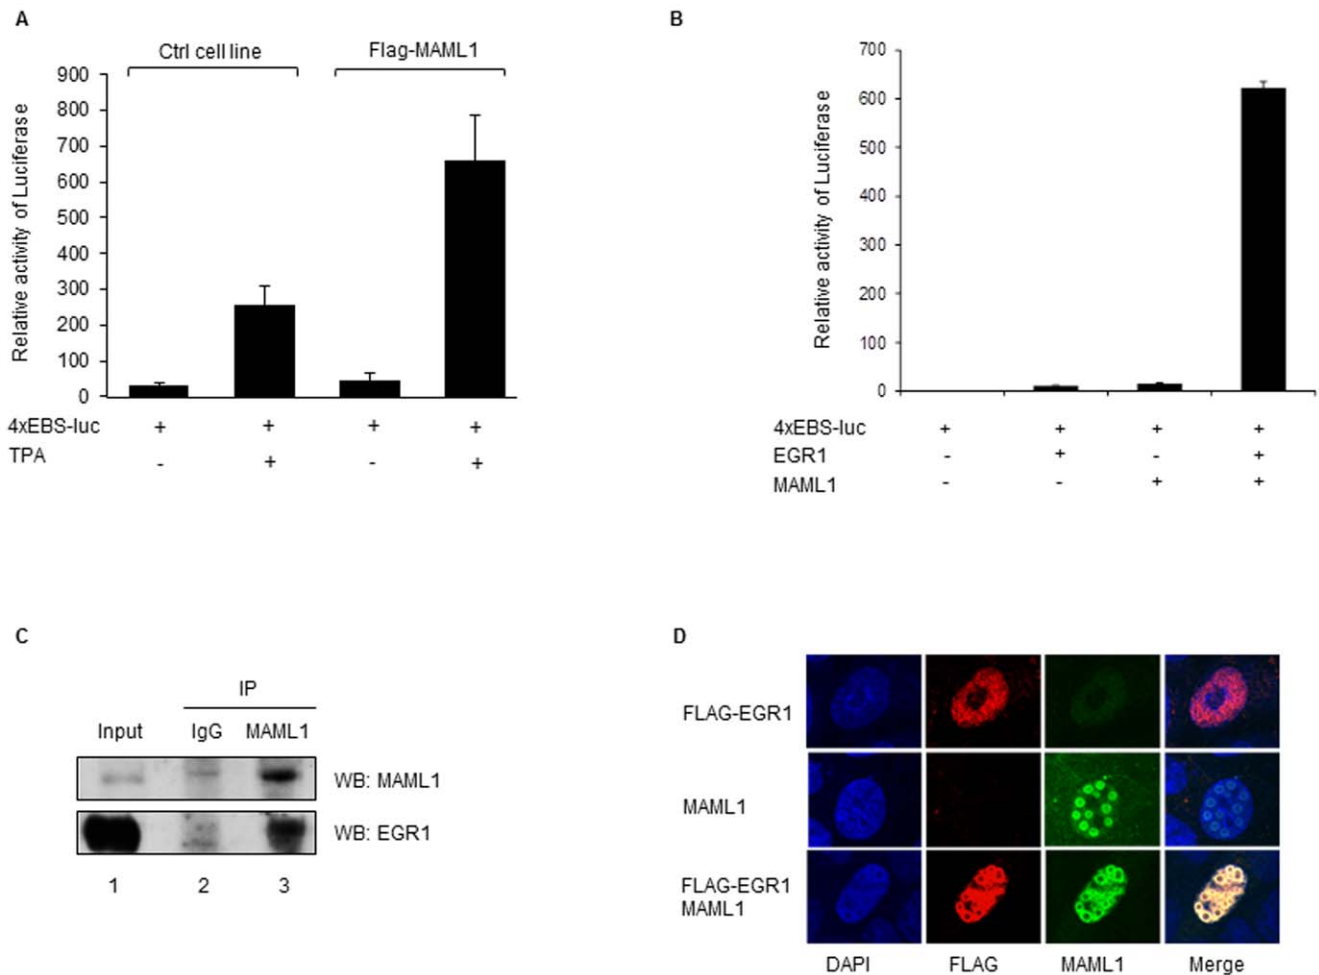 A
Ctrl cell line
Flag-MAML1
Relative activity of Luciferase
900
800
700
600
500
400
300
200
100
0
4xEBS-luc + + + +
TPA - + - +
B
Relative activity of Luciferase
700
600
500
400
300
200
100
0
4xEBS-luc + + + +
EGR1 - + - +
MAML1 - - + +
C
IP
Input IgG MAML1
WB: MAML1
WB: EGR1
1 2 3
D
FLAG-EGR1
MAML1
FLAG-EGR1
MAML1
DAPI FLAG MAML1 Merge